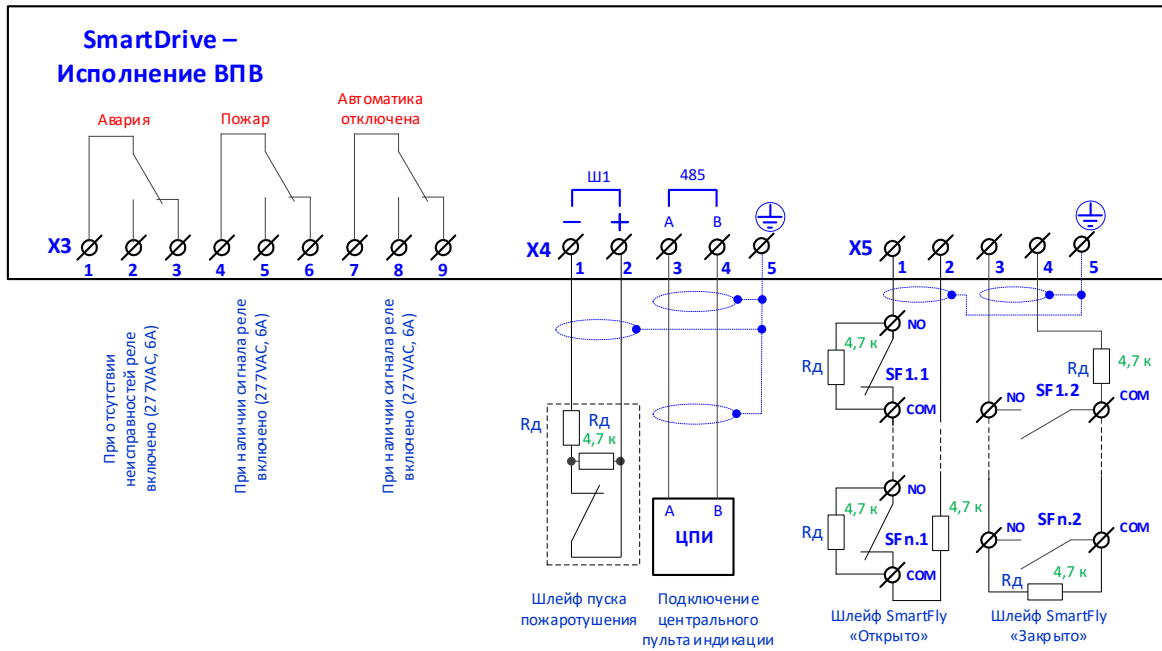 SmartDrive –
Исполнение ВПВ
Авария
Пожар
Автоматика
отключена
X3
1
2
3
4
5
6
7
8
9
При отсутствии
неисправностей реле
включено (277VAC, 6А)
При наличии сигнала реле
включено (277VAC, 6А)
При наличии сигнала реле
включено (277VAC, 6А)
Ш1
485
–
+
A
B
X4
1
2
3
4
5
Rд
Rд
4,7 к
A
B
ЦПИ
Шлейф пуска
пожаротушения
Подключение
центрального
пульта индикации
X5
1
2
3
4
5
NO
4,7 к
Rд
SF1.1
COM
NO
4,7 к
Rд
SFn.1
COM
4,7 к
4,7 к
Rд
NO
SF1.2
COM
NO
SFn.2
COM
Rд
4,7 к
Шлейф SmartFly
«Открыто»
Шлейф SmartFly
«Закрыто»